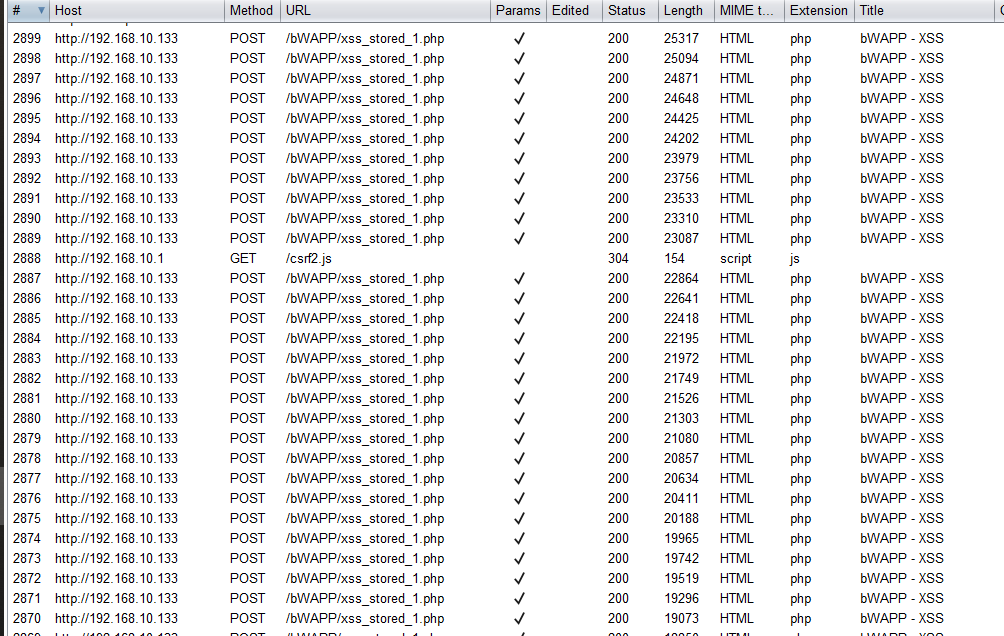 # Host Method URL Params Edited Status Length MIME t... Extension Title
2899 http://192.168.10.133 POST /bWAPP/xss_stored_1.php ✓ 200 25317 HTML php bWAPP - XSS
2898 http://192.168.10.133 POST /bWAPP/xss_stored_1.php ✓ 200 25094 HTML php bWAPP - XSS
2897 http://192.168.10.133 POST /bWAPP/xss_stored_1.php ✓ 200 24871 HTML php bWAPP - XSS
2896 http://192.168.10.133 POST /bWAPP/xss_stored_1.php ✓ 200 24648 HTML php bWAPP - XSS
2895 http://192.168.10.133 POST /bWAPP/xss_stored_1.php ✓ 200 24425 HTML php bWAPP - XSS
2894 http://192.168.10.133 POST /bWAPP/xss_stored_1.php ✓ 200 24202 HTML php bWAPP - XSS
2893 http://192.168.10.133 POST /bWAPP/xss_stored_1.php ✓ 200 23979 HTML php bWAPP - XSS
2892 http://192.168.10.133 POST /bWAPP/xss_stored_1.php ✓ 200 23756 HTML php bWAPP - XSS
2891 http://192.168.10.133 POST /bWAPP/xss_stored_1.php ✓ 200 23533 HTML php bWAPP - XSS
2890 http://192.168.10.133 POST /bWAPP/xss_stored_1.php ✓ 200 23310 HTML php bWAPP - XSS
2889 http://192.168.10.133 POST /bWAPP/xss_stored_1.php ✓ 200 23087 HTML php bWAPP - XSS
2888 http://192.168.10.1 GET /csrf2.js 304 154 script js
2887 http://192.168.10.133 POST /bWAPP/xss_stored_1.php ✓ 200 22864 HTML php bWAPP - XSS
2886 http://192.168.10.133 POST /bWAPP/xss_stored_1.php ✓ 200 22641 HTML php bWAPP - XSS
2885 http://192.168.10.133 POST /bWAPP/xss_stored_1.php ✓ 200 22418 HTML php bWAPP - XSS
2884 http://192.168.10.133 POST /bWAPP/xss_stored_1.php ✓ 200 22195 HTML php bWAPP - XSS
2883 http://192.168.10.133 POST /bWAPP/xss_stored_1.php ✓ 200 21972 HTML php bWAPP - XSS
2882 http://192.168.10.133 POST /bWAPP/xss_stored_1.php ✓ 200 21749 HTML php bWAPP - XSS
2881 http://192.168.10.133 POST /bWAPP/xss_stored_1.php ✓ 200 21526 HTML php bWAPP - XSS
2880 http://192.168.10.133 POST /bWAPP/xss_stored_1.php ✓ 200 21303 HTML php bWAPP - XSS
2879 http://192.168.10.133 POST /bWAPP/xss_stored_1.php ✓ 200 21080 HTML php bWAPP - XSS
2878 http://192.168.10.133 POST /bWAPP/xss_stored_1.php ✓ 200 20857 HTML php bWAPP - XSS
2877 http://192.168.10.133 POST /bWAPP/xss_stored_1.php ✓ 200 20634 HTML php bWAPP - XSS
2876 http://192.168.10.133 POST /bWAPP/xss_stored_1.php ✓ 200 20411 HTML php bWAPP - XSS
2875 http://192.168.10.133 POST /bWAPP/xss_stored_1.php ✓ 200 20188 HTML php bWAPP - XSS
2874 http://192.168.10.133 POST /bWAPP/xss_stored_1.php ✓ 200 19965 HTML php bWAPP - XSS
2873 http://192.168.10.133 POST /bWAPP/xss_stored_1.php ✓ 200 19742 HTML php bWAPP - XSS
2872 http://192.168.10.133 POST /bWAPP/xss_stored_1.php ✓ 200 19519 HTML php bWAPP - XSS
2871 http://192.168.10.133 POST /bWAPP/xss_stored_1.php ✓ 200 19296 HTML php bWAPP - XSS
2870 http://192.168.10.133 POST /bWAPP/xss_stored_1.php ✓ 200 19073 HTML php bWAPP - XSS